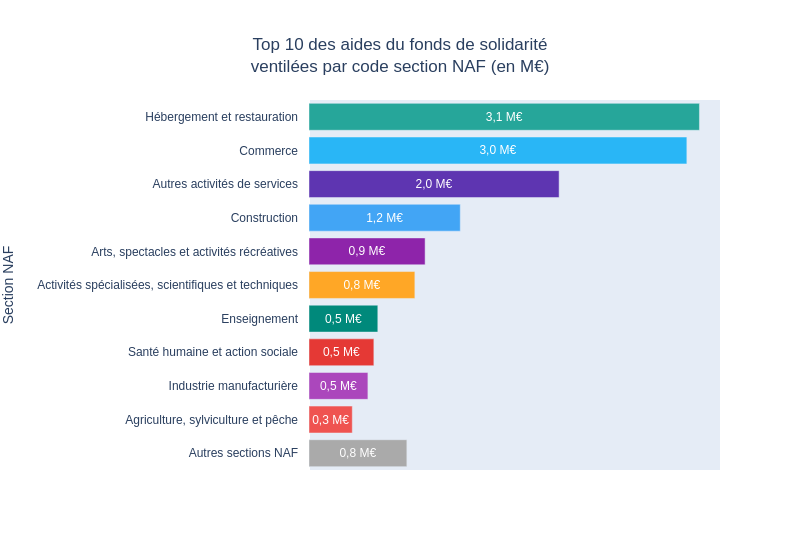 Top 10 des aides du fonds de solidarité
ventilées par code section NAF (en M€)
Section NAF
Hébergement et restauration 3,1 M€
Commerce 3,0 M€
Autres activités de services 2,0 M€
Construction 1,2 M€
Arts, spectacles et activités récréatives 0,9 M€
Activités spécialisées, scientifiques et techniques 0,8 M€
Enseignement 0,5 M€
Santé humaine et action sociale 0,5 M€
Industrie manufacturière 0,5 M€
Agriculture, sylviculture et pêche 0,3 M€
Autres sections NAF 0,8 M€